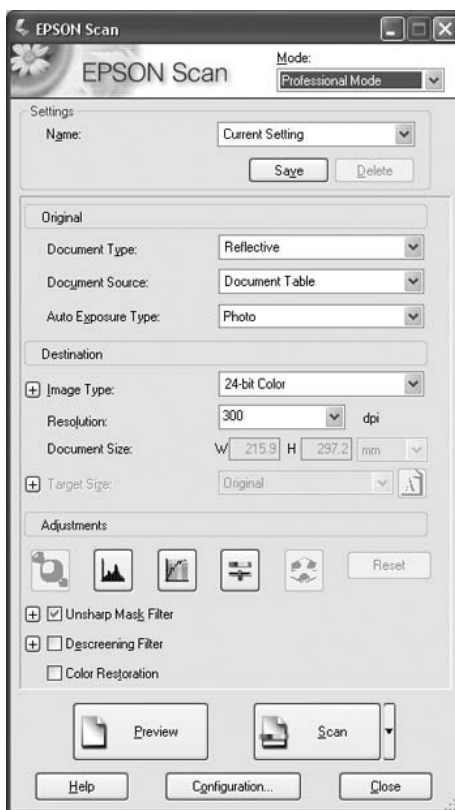 EPSON Scan
EPSON Scan
Mode:
Professional Mode
Settings
Name: Current Setting
Save Delete
Original
Document Type: Reflective
Document Source: Document Table
Auto Exposure Type: Photo
Destination
Image Type: 24-bit Color
Resolution: 300 dpi
Document Size: W 215.9 H 297.2 mm
Target Size: Original A
Adjustments
Reset
Unsharp Mask Filter
Descreening Filter
Color Restoration
Preview Scan
Help Configuration... Close